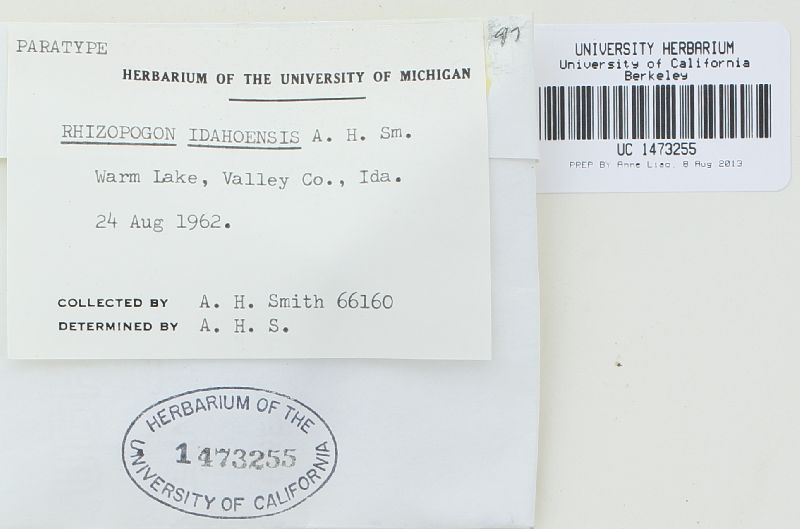 PARATYPE
HERBARIUM OF THE UNIVERSITY OF MICHIGAN
RHIZOPOGON IDAHOENSIS A. H. Sm.
Warm Lake, Valley Co., Ida.
24 Aug 1962.
COLLECTED BY A. H. Smith 66160
DETERMINED BY A. H. S.
UNIVERSITY HERBARIUM
University of California
Berkeley
UC 1473255
PREP BY Anne Liao, 8 Aug 2013
HERBARIUM OF THE
1473255
UNIVERSITY OF CALIFORNIA